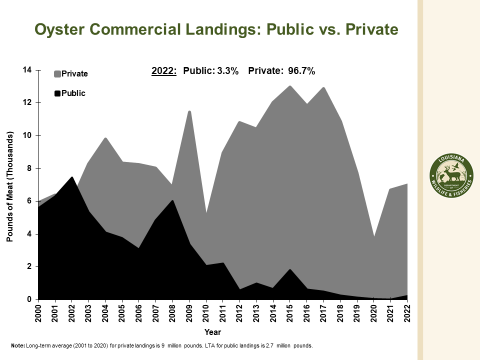 Oyster Commercial Landings: Public vs. Private
2022: Public: 3.3% Private: 96.7%
Private
Public
Pounds of Meat (Thousands)
14
12
10
8
6
4
2
0
2000 2001 2002 2003 2004 2005 2006 2007 2008 2009 2010 2011 2012 2013 2014 2015 2016 2017 2018 2019 2020 2021 2022
Year
Note: Long-term average (2001 to 2020) for private landings is 9 million pounds. LTA for public landings is 2.7 million pounds.
LOUISIANA
WILDLIFE & FISHERIES